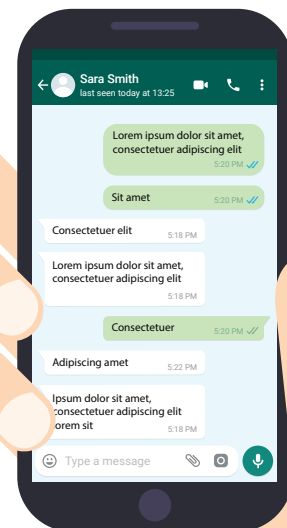 Sara Smith
last seen today at 13:25
Lorem ipsum dolor sit amet,
consectetuer adipiscing elit
5:20 PM
Sit amet
5:20 PM
Consectetuer elit
5:18 PM
Lorem ipsum dolor sit amet,
consectetuer adipiscing elit
5:18 PM
Consectetuer
5:20 PM
Adipiscing amet
5:22 PM
Ipsum dolor sit amet,
consectetuer adipiscing elit
orem sit
5:18 PM
Type a message